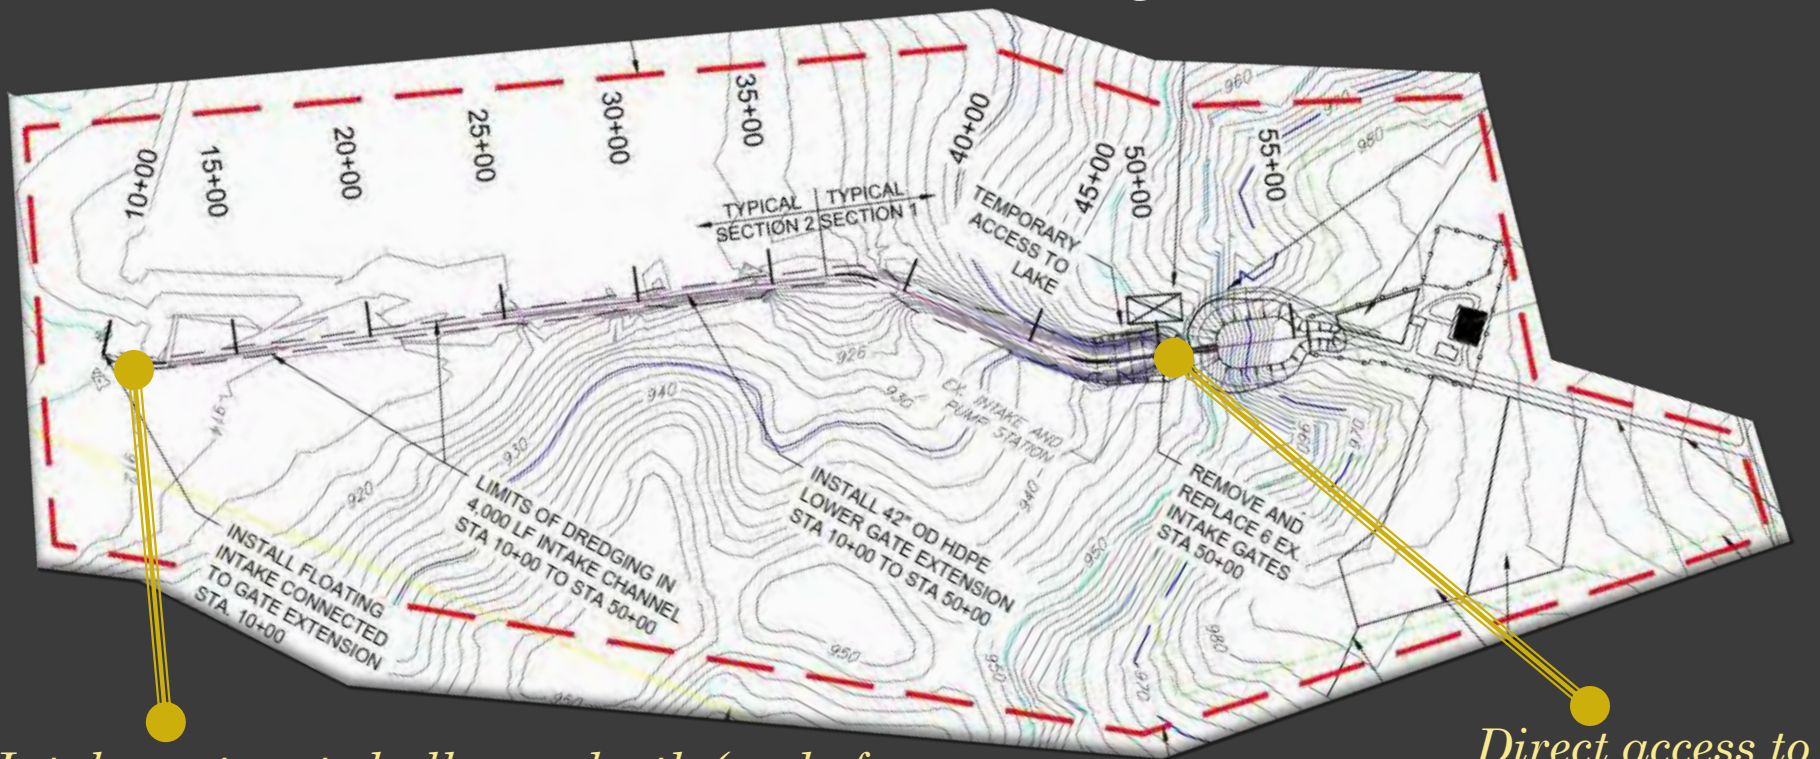 10+00
15+00
20+00
25+00
30+00
35+00
40+00
45+00
50+00
55+00
960
980
TYPICAL
SECTION 2
TYPICAL
SECTION 1
TEMPORARY
ACCESS TO
LAKE
926
940
930
EX. INTAKE AND
PUMP STATION
914
912
920
930
940
950
970
980
970
950
950
950
INSTALL FLOATING
INTAKE CONNECTED
TO GATE EXTENSION
STA. 10+00
LIMITS OF DREDGING IN
4,000 LF INTAKE CHANNEL
STA 10+00 TO STA 50+00
INSTALL 42" OD HDPE
LOWER GATE EXTENSION
STA 10+00 TO STA 50+00
REMOVE AND
REPLACE 6 EX.
INTAKE GATES
STA 50+00
Direct access to